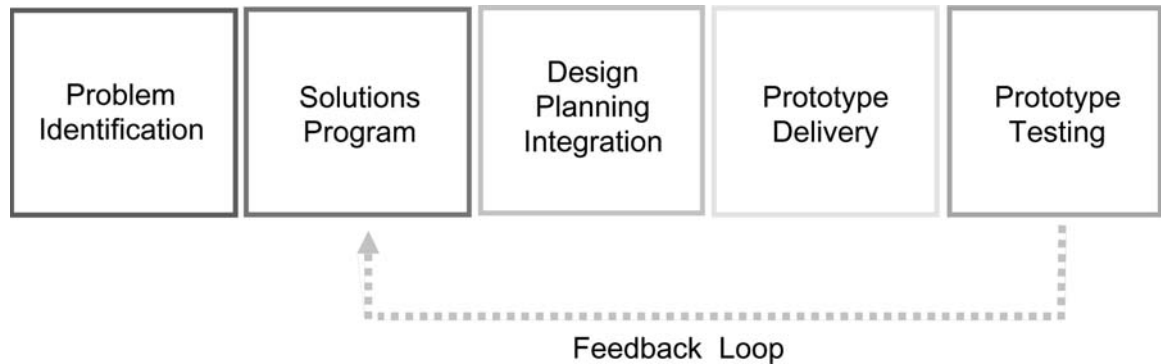 Problem
Identification
Solutions
Program
Design
Planning
Integration
Prototype
Delivery
Prototype
Testing
Feedback Loop